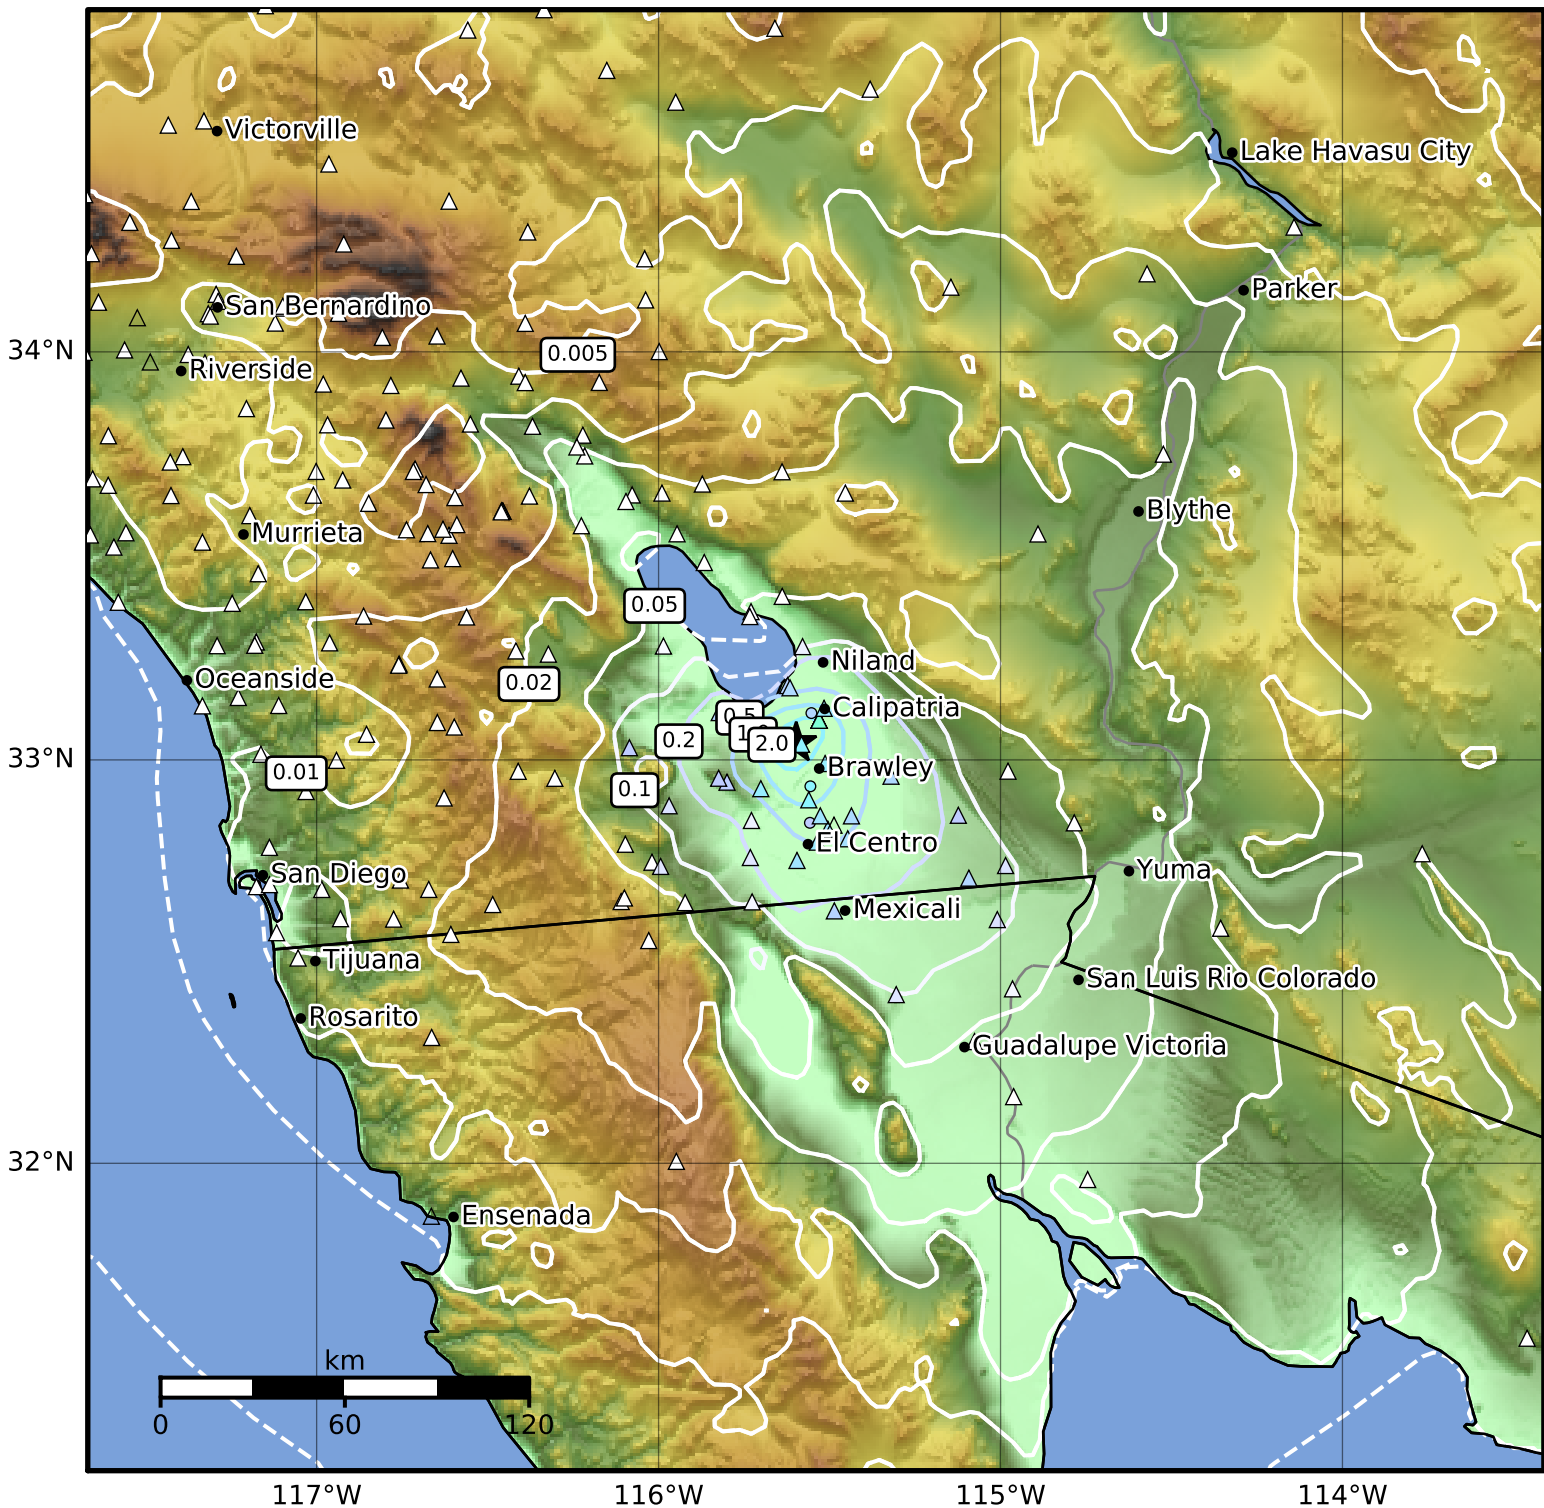 Victorville
Lake Havasu City
Parker
San Bernardino
34°N
0.005
Riverside
Blythe
Murrieta
0.05
Niland
Oceanside
0.02
Calipatria
0.5
0.2
2.0
33°N
0.01
Brawley
0.1
El Centro
San Diego
Yuma
Mexicali
Tijuana
San Luis Rio Colorado
Rosarito
Guadalupe Victoria
32°N
Ensenada
km
0 60 120
117°W 116°W 115°W 114°W